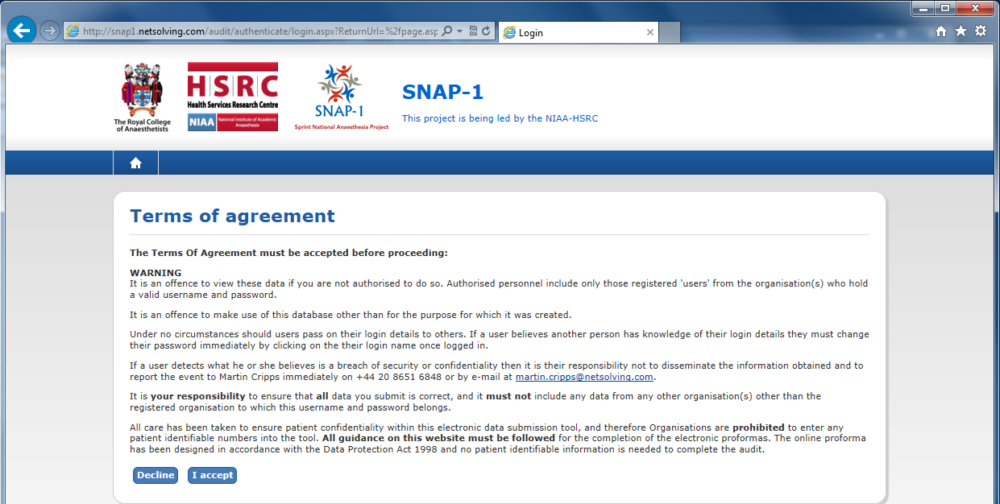 http://snap1.netsolving.com/audit/authenticate/login.aspx?ReturnUrl=%2fpage.asp
Login
The Royal College
of Anaesthetists
HSRC
Health Services Research Centre
NIAA
National Institute of Academic
Anaesthesia
SNAP-1
Sprint National Anaesthesia Project
SNAP-1
This project is being led by the NIAA-HSRC
Terms of agreement
The Terms Of Agreement must be accepted before proceeding:
WARNING
It is an offence to view these data if you are not authorised to do so. Authorised personnel include only those registered 'users' from the organisation(s) who hold
a valid username and password.
It is an offence to make use of this database other than for the purpose for which it was created.
Under no circumstances should users pass on their login details to others. If a user believes another person has knowledge of their login details they must change
their password immediately by clicking on the their login name once logged in.
If a user detects what he or she believes is a breach of security or confidentiality then it is their responsibility not to disseminate the information obtained and to
report the event to Martin Cripps immediately on +44 20 8651 6848 or by e-mail at martin.cripps@netsolving.com.
It is your responsibility to ensure that all data you submit is correct, and it must not include any data from any other organisation(s) other than the
registered organisation to which this username and password belongs.
All care has been taken to ensure patient confidentiality within this electronic data submission tool, and therefore Organisations are prohibited to enter any
patient identifiable numbers into the tool. All guidance on this website must be followed for the completion of the electronic proformas. The online proforma
has been designed in accordance with the Data Protection Act 1998 and no patient identifiable information is needed to complete the audit.
Decline
I accept